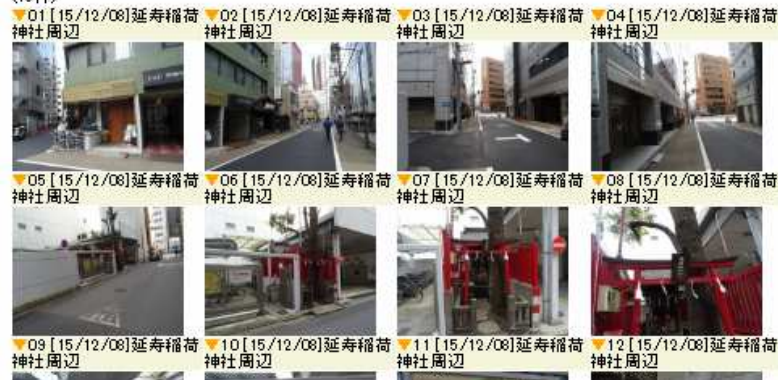 ▼01[15/12/08]延寿稲荷神社周辺
▼02[15/12/08]延寿稲荷神社周辺
▼03[15/12/08]延寿稲荷神社周辺
▼04[15/12/08]延寿稲荷神社周辺
▼05[15/12/08]延寿稲荷神社周辺
▼06[15/12/08]延寿稲荷神社周辺
▼07[15/12/08]延寿稲荷神社周辺
▼08[15/12/08]延寿稲荷神社周辺
▼09[15/12/08]延寿稲荷神社周辺
▼10[15/12/08]延寿稲荷神社周辺
▼11[15/12/08]延寿稲荷神社周辺
▼12[15/12/08]延寿稲荷神社周辺